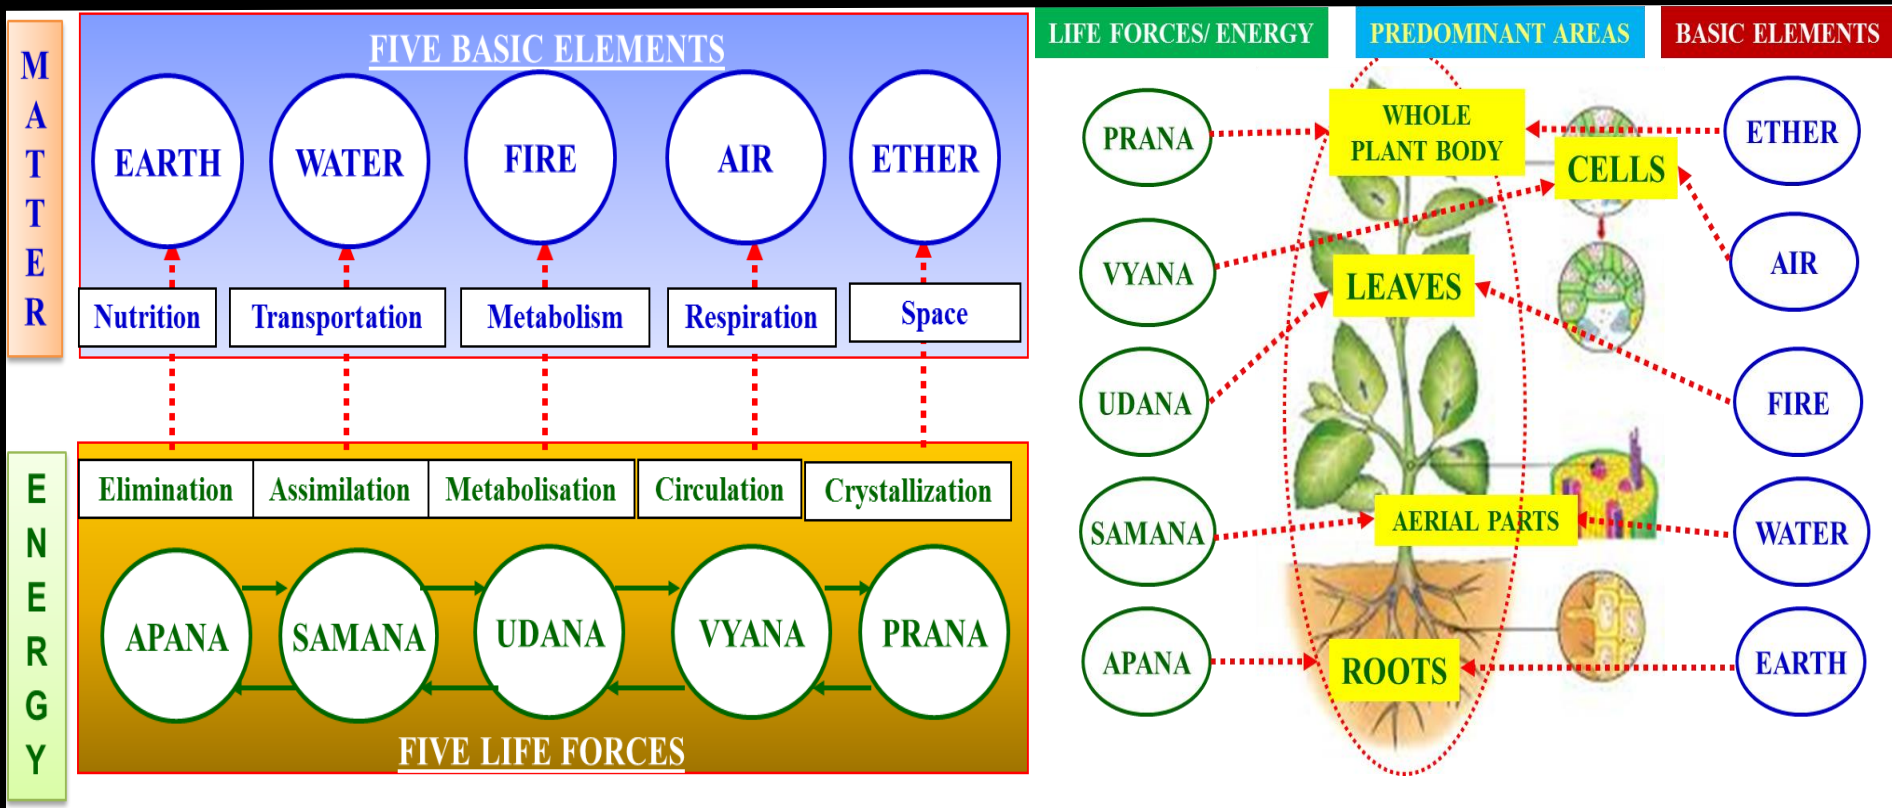 MATTER
FIVE BASIC ELEMENTS
EARTH
WATER
FIRE
AIR
ETHER
Nutrition
Transportation
Metabolism
Respiration
Space
ENERGY
Elimination
Assimilation
Metabolisation
Circulation
Crystallization
APANA
SAMANA
UDANA
VYANA
PRANA
FIVE LIFE FORCES
LIFE FORCES/ ENERGY
PREDOMINANT AREAS
BASIC ELEMENTS
PRANA
WHOLE
PLANT BODY
ETHER
CELLS
VYANA
AIR
LEAVES
UDANA
FIRE
SAMANA
AERIAL PARTS
WATER
APANA
ROOTS
EARTH